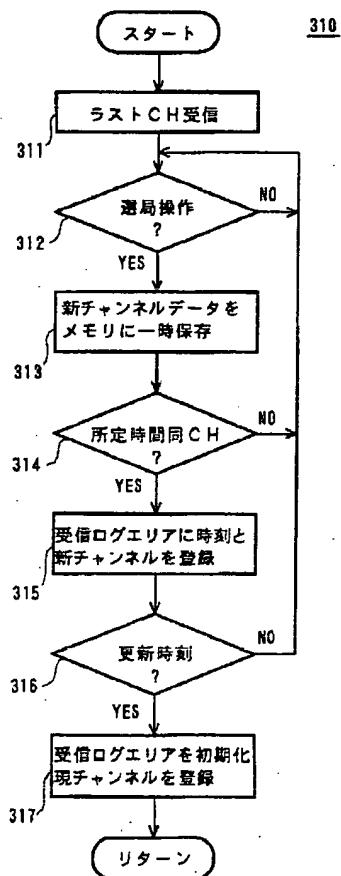 スタート
310
ラストCH受信
311
選局操作
?
NO
312
YES
新チャンネルデータを
メモリに一時保存
313
所定時間同CH
?
NO
314
YES
受信ログエリアに時刻と
新チャンネルを登録
315
更新時刻
?
NO
316
YES
受信ログエリアを初期化
現チャンネルを登録
317
リターン